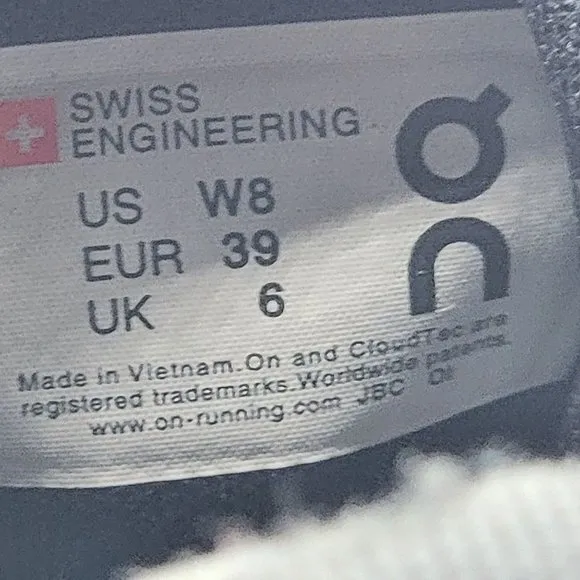 SWISS
ENGINEERING
US W8
EUR 39
UK 6
Made in Vietnam.On and CloudTec are
registered trademarks.Worldwide patents.
www.on-running.com JBC
On